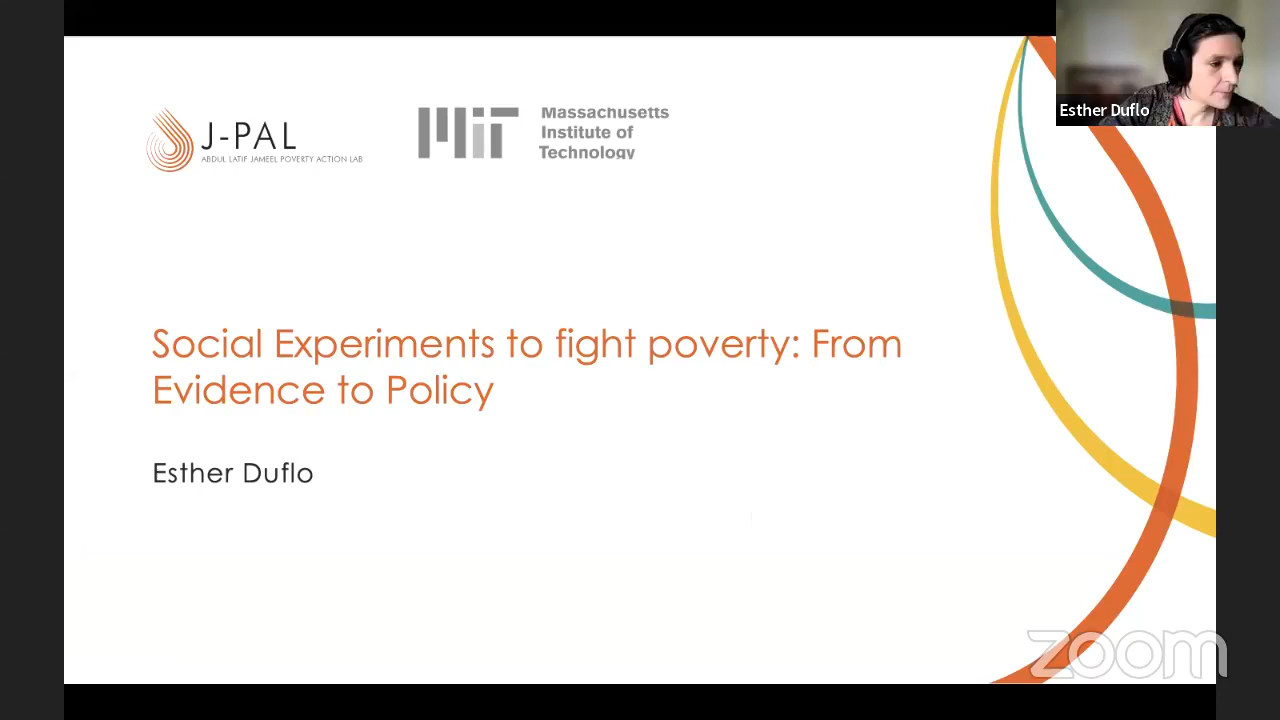 Esther Duflo
J-PAL
ABDUL LATIF JAMEEL POVERTY ACTION LAB
MIT
Massachusetts
Institute of
Technology
Social Experiments to fight poverty: From
Evidence to Policy
Esther Duflo
zoom